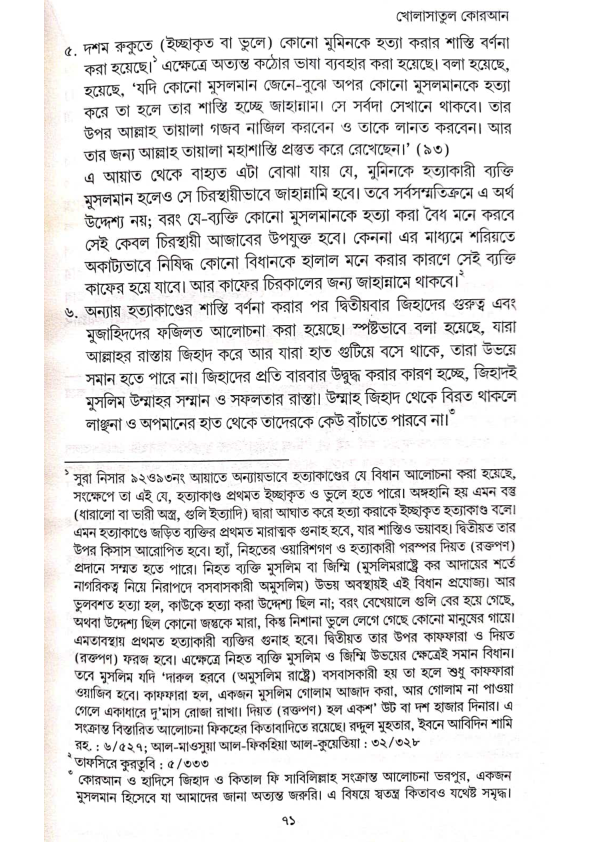 খোলাসাতুল কোরআন
৫. দশম রুকুতে (ইচ্ছাকৃত বা ভুলে) কোনো মুমিনকে হত্যা করার শাস্তি বর্ণনা
করা হয়েছে।১ এক্ষেত্রে অত্যন্ত কঠোর ভাষা ব্যবহার করা হয়েছে। বলা হয়েছে,
হয়েছে, ‘যদি কোনো মুসলমান জেনে-বুঝে অপর কোনো মুসলমানকে হত্যা
করে তা হলে তার শাস্তি হচ্ছে জাহান্নাম। সে সর্বদা সেখানে থাকবে। তার
উপর আল্লাহ তায়ালা গজব নাজিল করবেন ও তাকে লানত করবেন। আর
তার জন্য আল্লাহ তায়ালা মহাশাস্তি প্রস্তুত করে রেখেছেন।’ (৯৩)
এ আয়াত থেকে বাহ্যত এটা বোঝা যায় যে, মুমিনকে হত্যাকারী ব্যক্তি
মুসলমান হলেও সে চিরস্থায়ীভাবে জাহান্নামি হবে। তবে সর্বসম্মতিক্রমে এ অর্থ
উদ্দেশ্য নয়; বরং যে-ব্যক্তি কোনো মুসলমানকে হত্যা করা বৈধ মনে করবে
সেই কেবল চিরস্থায়ী আজাবের উপযুক্ত হবে। কেননা এর মাধ্যমে শরিয়তে
অকাট্যভাবে নিষিদ্ধ কোনো বিধানকে হালাল মনে করার কারণে সেই ব্যক্তি
কাফের হয়ে যাবে। আর কাফের চিরকালের জন্য জাহান্নামে থাকবে।২
৬. অন্যায় হত্যাকাণ্ডের শাস্তি বর্ণনা করার পর দ্বিতীয়বার জিহাদের গুরুত্ব এবং
মুজাহিদদের ফজিলত আলোচনা করা হয়েছে। স্পষ্টভাবে বলা হয়েছে, যারা
আল্লাহর রাস্তায় জিহাদ করে আর যারা হাত গুটিয়ে বসে থাকে, তারা উভয়ে
সমান হতে পারে না। জিহাদের প্রতি বারবার উদ্বুদ্ধ করার কারণ হচ্ছে, জিহাদই
মুসলিম উম্মাহর সম্মান ও সফলতার রাস্তা। উম্মাহ জিহাদ থেকে বিরত থাকলে
লাঞ্ছনা ও অপমানের হাত থেকে তাদেরকে কেউ বাঁচাতে পারবে না।৩
১ সুরা নিসার ৯২ও৯৩নং আয়াতে অন্যায়ভাবে হত্যাকাণ্ডের যে বিধান আলোচনা করা হয়েছে,
সংক্ষেপে তা এই যে, হত্যাকাণ্ড প্রথমত ইচ্ছাকৃত ও ভুলে হতে পারে। অঙ্গহানি হয় এমন বস্তু
(ধারালো বা ভারী অস্ত্র, গুলি ইত্যাদি) দ্বারা আঘাত করে হত্যা করাকে ইচ্ছাকৃত হত্যাকাণ্ড বলে।
এমন হত্যাকাণ্ডে জড়িত ব্যক্তির প্রথমত মারাত্মক গুনাহ হবে, যার শাস্তিও ভয়াবহ। দ্বিতীয়ত তার
উপর কিসাস আরোপিত হবে। হ্যাঁ, নিহতের ওয়ারিশগণ ও হত্যাকারী পরস্পর দিয়ত (রক্তপণ)
প্রদানে সম্মত হতে পারে। নিহত ব্যক্তি মুসলিম বা জিম্মি (মুসলিমরাষ্ট্রে কর আদায়ের শর্তে
নাগরিকত্ব নিয়ে নিরাপদে বসবাসকারী অমুসলিম) উভয় অবস্থায়ই এই বিধান প্রযোজ্য। আর
ভুলবশত হত্যা হল, কাউকে হত্যা করা উদ্দেশ্য ছিল না; বরং বেখেয়ালে গুলি বের হয়ে গেছে,
অথবা উদ্দেশ্য ছিল কোনো জন্তুকে মারা, কিন্তু নিশানা ভুলে লেগে গেছে কোনো মানুষের গায়ে।
এমতাবস্থায় প্রথমত হত্যাকারী ব্যক্তির গুনাহ হবে। দ্বিতীয়ত তার উপর কাফফারা ও দিয়ত
(রক্তপণ) ফরজ হবে। এক্ষেত্রে নিহত ব্যক্তি মুসলিম ও জিম্মি উভয়ের ক্ষেত্রেই সমান বিধান।
তবে মুসলিম যদি ‘দারুল হরবে (অমুসলিম রাষ্ট্রে) বসবাসকারী হয় তা হলে শুধু কাফফারা
ওয়াজিব হবে। কাফফারা হল, একজন মুসলিম গোলাম আজাদ করা, আর গোলাম না পাওয়া
গেলে একাধারে দু’মাস রোজা রাখা। দিয়ত (রক্তপণ) হল একশ’ উট বা দশ হাজার দিনার। এ
সংক্রান্ত বিস্তারিত আলোচনা ফিকহের কিতাবাদিতে রয়েছে। রদ্দুল মুহতার, ইবনে আবিদিন শামি
রহ. : ৬/৫২৭; আল-মাওসুয়া আল-ফিকহিয়া আল-কুয়েতিয়া : ৩২/৩২৮
২ তাফসিরে কুরতুবি : ৫/৩৩৩
৩ কোরআন ও হাদিসে জিহাদ ও কিতাল ফি সাবিলিল্লাহ সংক্রান্ত আলোচনা ভরপুর, একজন
মুসলমান হিসেবে যা আমাদের জানা অত্যন্ত জরুরি। এ বিষয়ে স্বতন্ত্র কিতাবও যথেষ্ট সমৃদ্ধ।
৭১